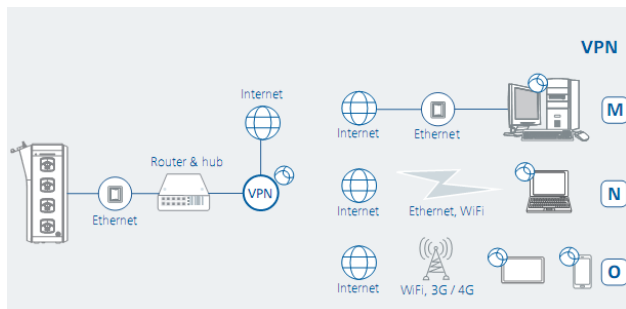 VPN
Internet
Router & hub
Ethernet
VPN
Internet
Ethernet
M
Internet
Ethernet, WiFi
N
Internet
WiFi, 3G / 4G
O